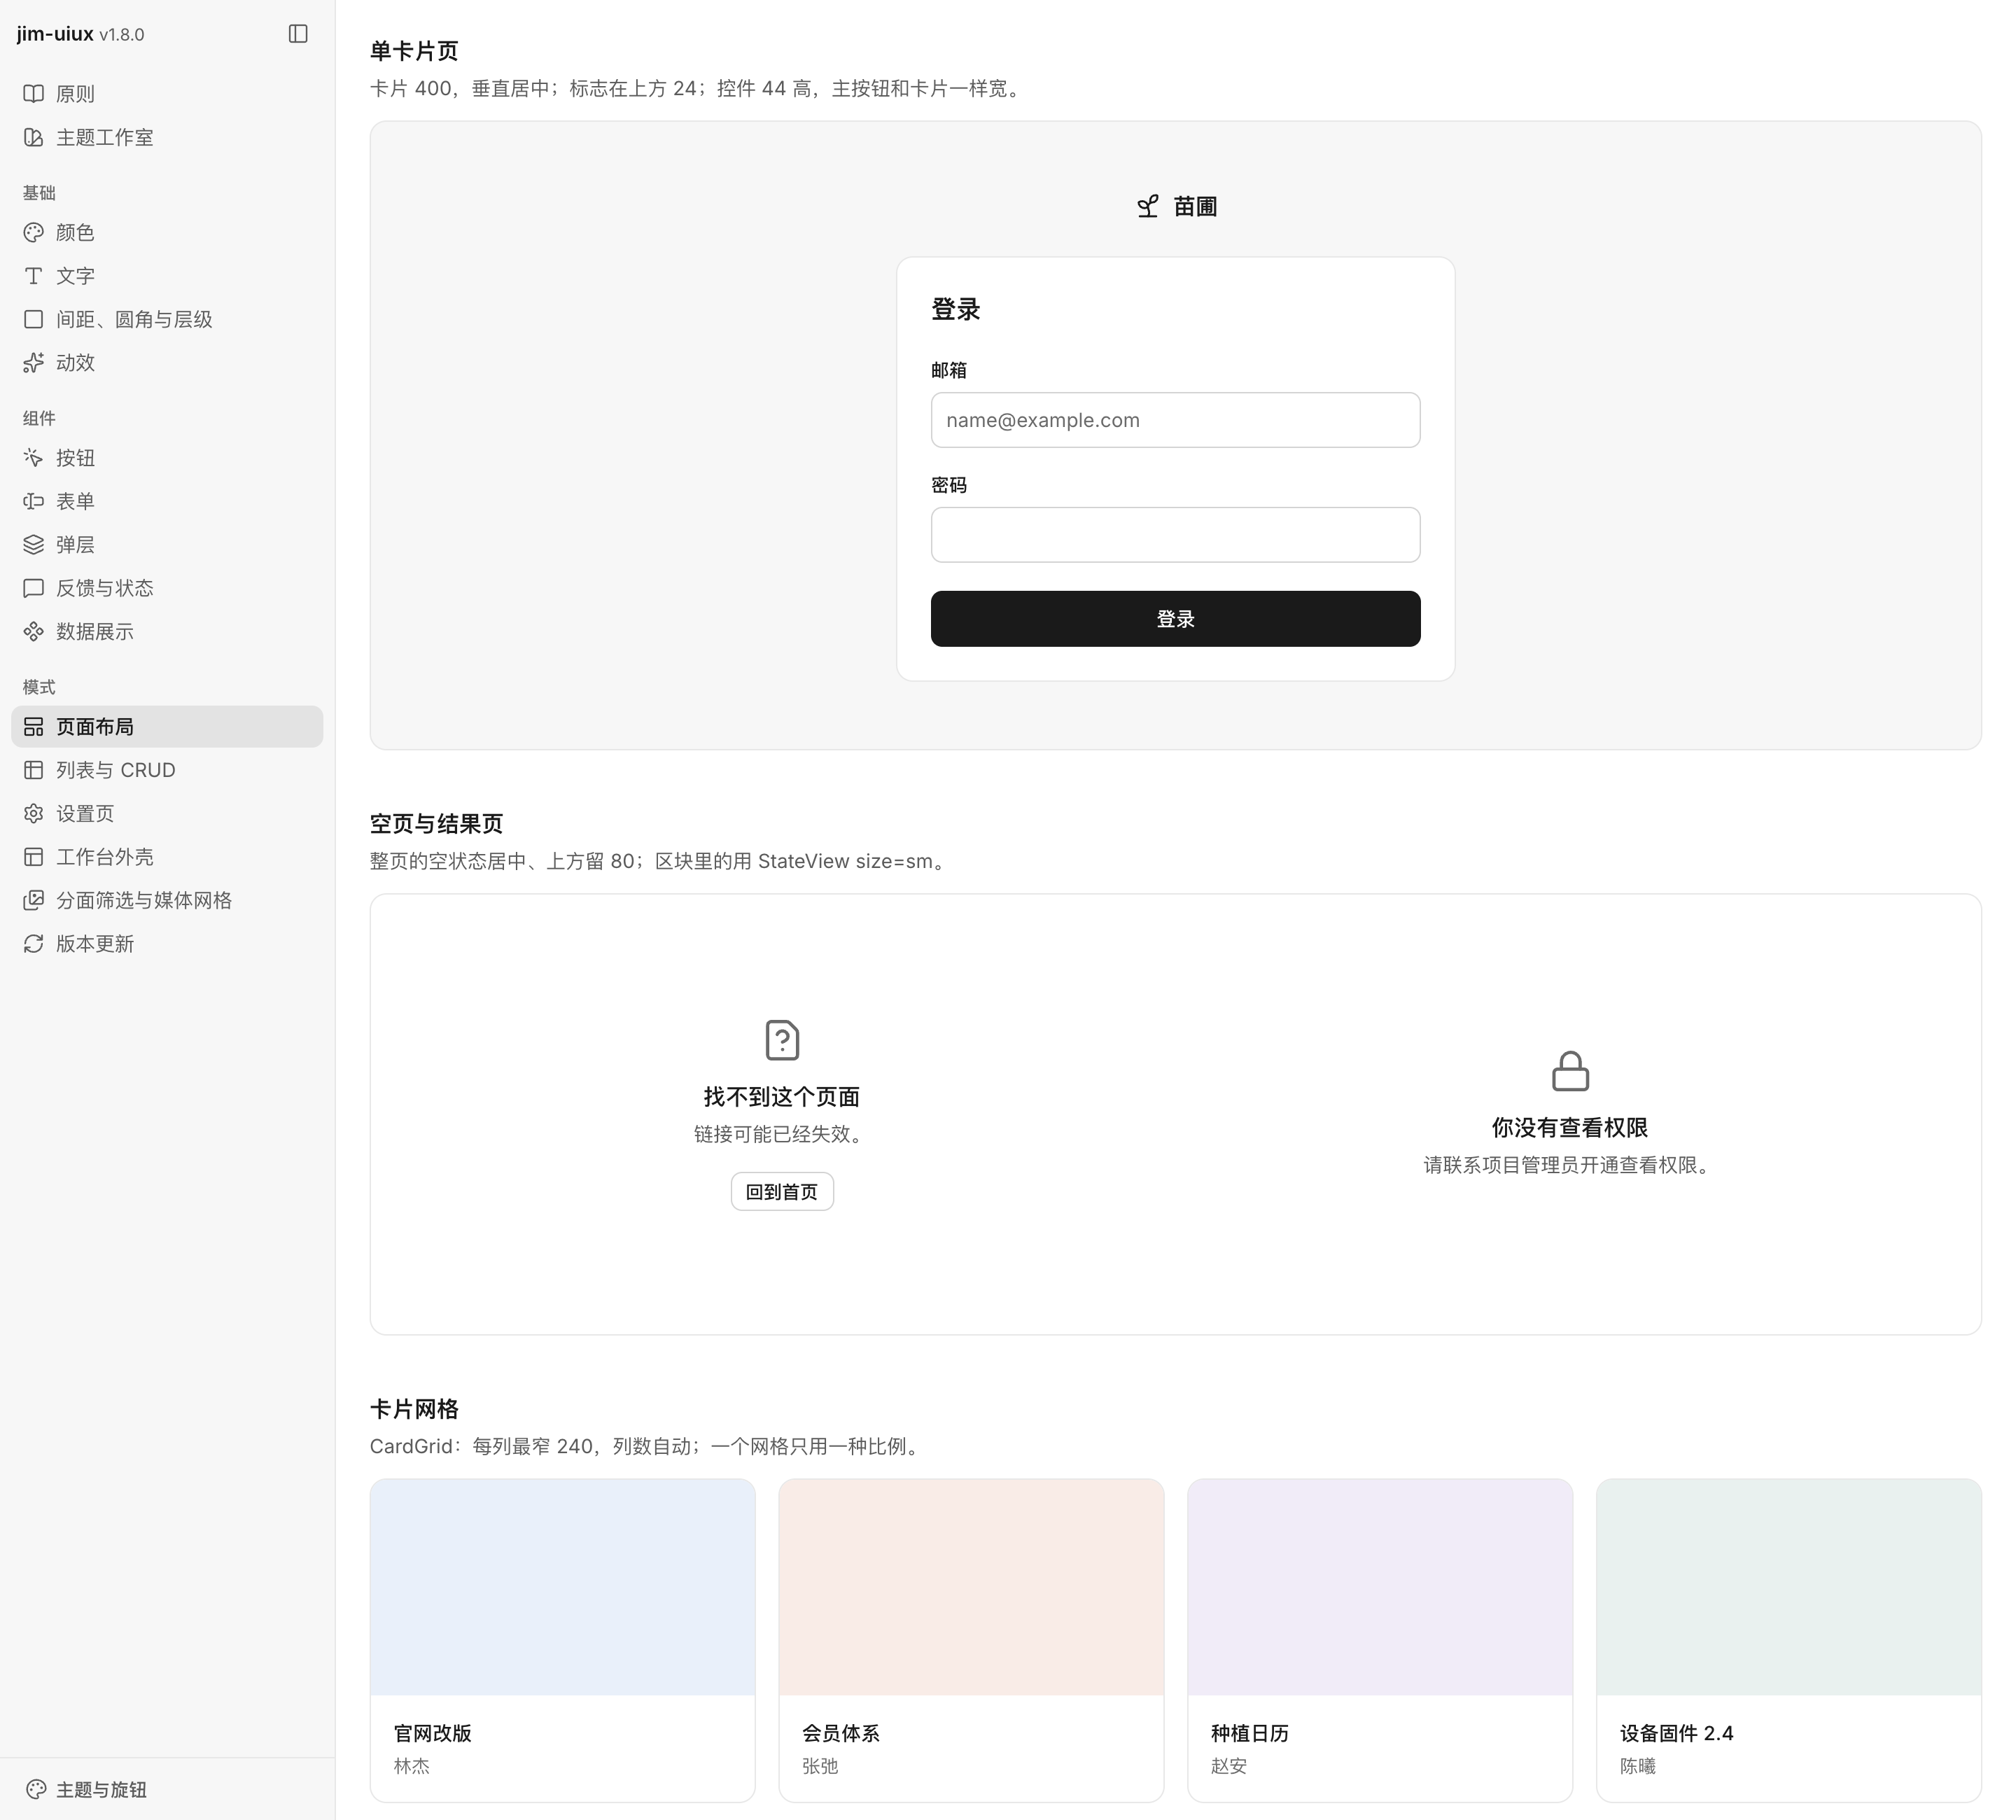 jim-uiux v1.8.0
原则
主题工作室
基础
颜色
文字
间距、圆角与层级
动效
组件
按钮
表单
弹层
反馈与状态
数据展示
模式
页面布局
列表与 CRUD
设置页
工作台外壳
分面筛选与媒体网格
版本更新
主题与旋钮
单卡片页
卡片 400，垂直居中；标志在上方 24；控件 44 高，主按钮和卡片一样宽。
苗圃
登录
邮箱
name@example.com
密码
登录
空页与结果页
整页的空状态居中、上方留 80；区块里的用 StateView size=sm。
找不到这个页面
链接可能已经失效。
回到首页
你没有查看权限
请联系项目管理员开通查看权限。
卡片网格
CardGrid：每列最窄 240，列数自动；一个网格只用一种比例。
官网改版
林杰
会员体系
张弛
种植日历
赵安
设备固件 2.4
陈曦